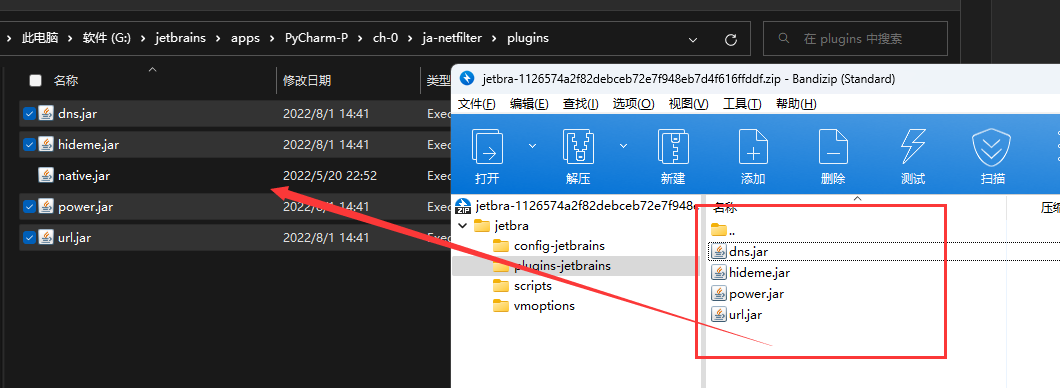 此电脑 > 软件 (G:) > jetbrains > apps > PyCharm-P > ch-0 > ja-netfilter > plugins
在 plugins 中搜索
名称 修改日期 类型
dns.jar 2022/8/1 14:41 Exec
hideme.jar 2022/8/1 14:41 Exec
native.jar 2022/5/20 22:52 Exec
power.jar 2022/8/1 14:41 Exec
url.jar 2022/8/1 14:41 Exec
jetbra-1126574a2f82debceb72e7f948eb7d4f616ffddf.zip - Bandizip (Standard)
文件(F) 编辑(E) 查找(I) 选项(O) 视图(V) 工具(T) 帮助(H)
打开 解压 新建 添加 删除 测试 扫描
ZIP
jetbra-1126574a2f82debceb72e7f948e
jetbra
config-jetbrains
plugins-jetbrains
scripts
vmoptions
名称 压缩
..
dns.jar
hideme.jar
power.jar
url.jar